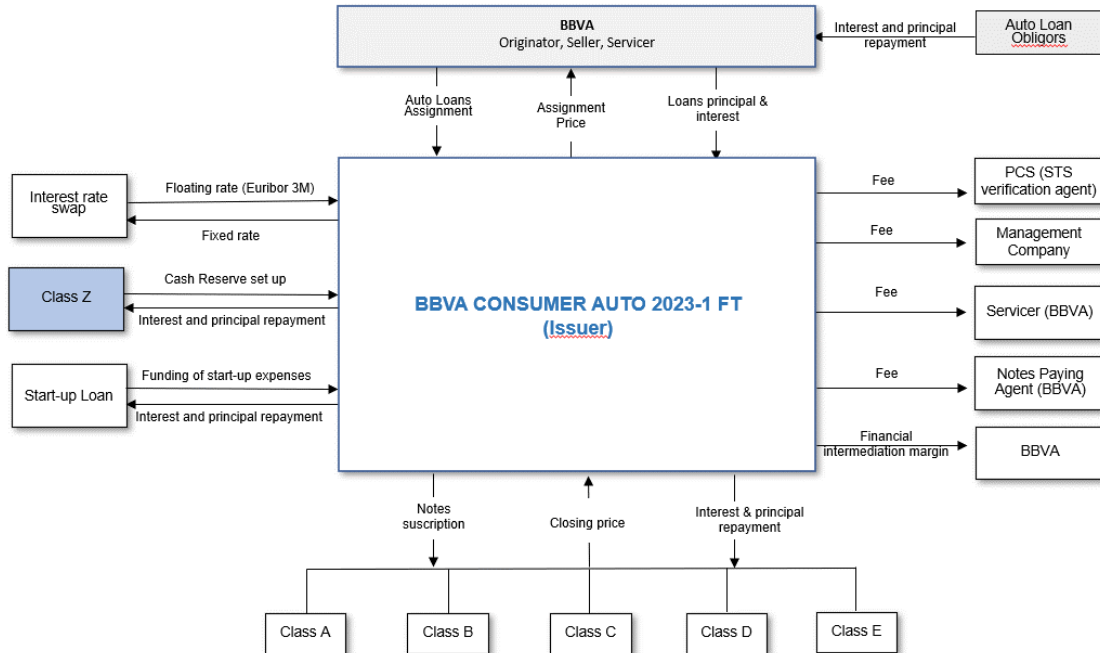 BBVA
Originator, Seller, Servicer
Interest and principal
repayment
Auto Loan
Obligors
Auto Loans
Assignment
Assignment
Price
Loans principal &
interest
Interest rate
swap
Floating rate (Euribor 3M)
Fixed rate
Class Z
Cash Reserve set up
Interest and principal repayment
Start-up Loan
Funding of start-up expenses
Interest and principal repayment
BBVA CONSUMER AUTO 2023-1 FT
(Issuer)
Fee
PCS (STS
verification agent)
Fee
Management
Company
Fee
Servicer (BBVA)
Fee
Notes Paying
Agent (BBVA)
Financial
intermediation margin
BBVA
Notes
suscription
Closing price
Interest & principal
repayment
Class A
Class B
Class C
Class D
Class E